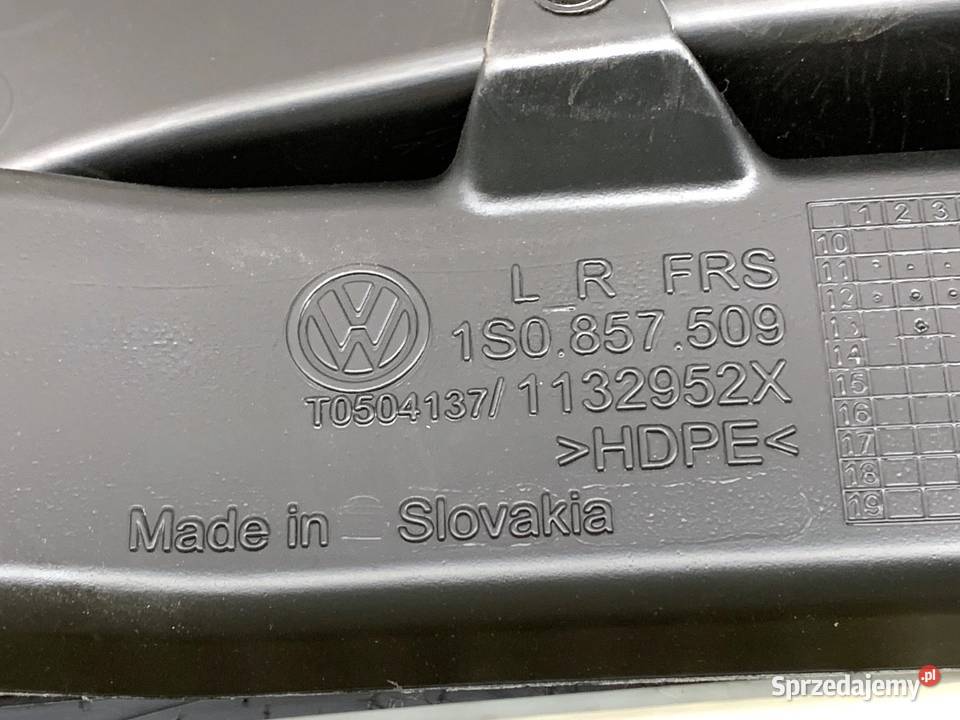 L_R FRS
1S0.857.509
T0504137/1132952X
>HDPE<
Made in Slovakia
1 2 3
10
11
12
13
14
15
16
17
18
19
Sprzedajemy.pl